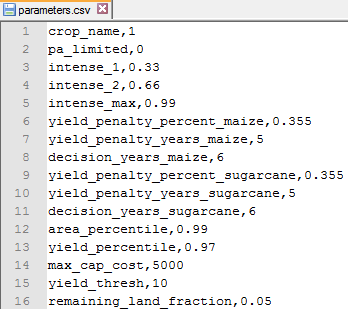 parameters.csv
1 crop_name,1
2 pa_limited,0
3 intense_1,0.33
4 intense_2,0.66
5 intense_max,0.99
6 yield_penalty_percent_maize,0.355
7 yield_penalty_years_maize,5
8 decision_years_maize,6
9 yield_penalty_percent_sugarcane,0.355
10 yield_penalty_years_sugarcane,5
11 decision_years_sugarcane,6
12 area_percentile,0.99
13 yield_percentile,0.97
14 max_cap_cost,5000
15 yield_thresh,10
16 remaining_land_fraction,0.05